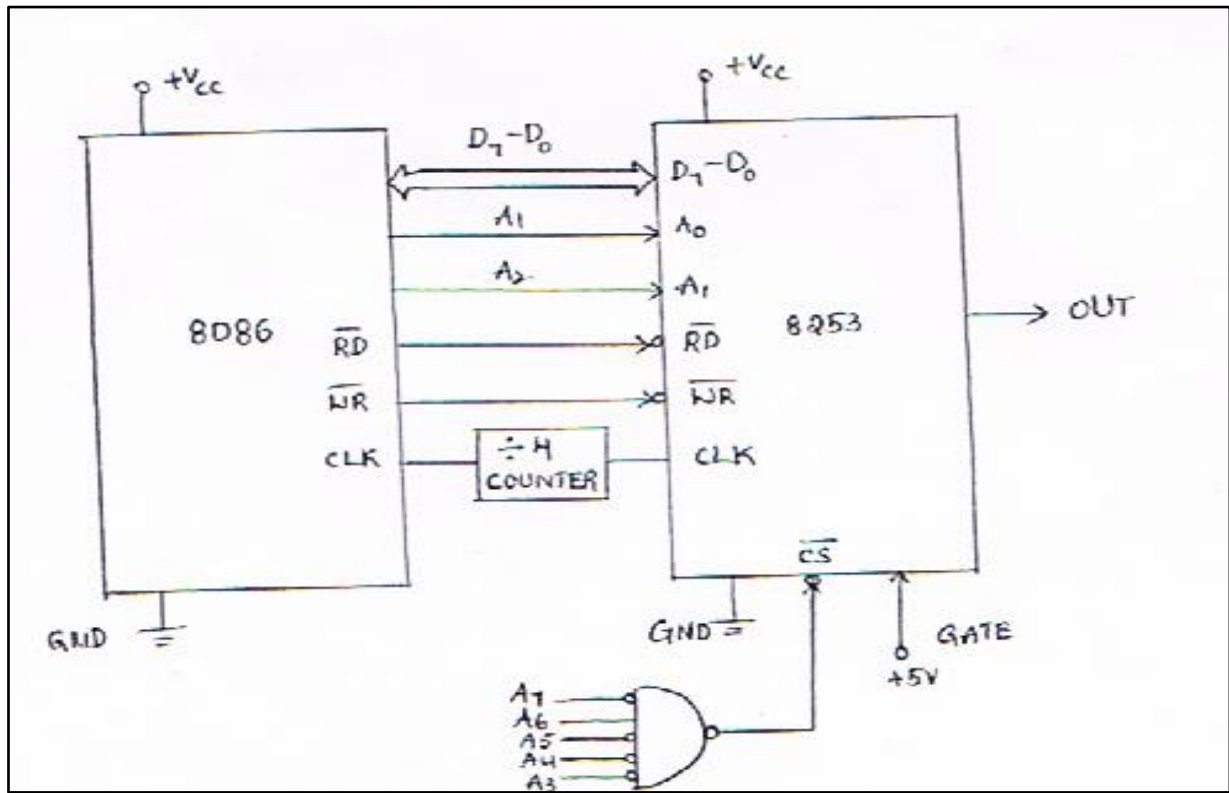 +VCC
+VCC
D7-D0
D7-D0
A1
A0
A2
A1
8086
8253
OUT
RD
RD
WR
WR
CLK
÷4
COUNTER
CLK
CS
GND
GND
GATE
+5V
A7
A6
A5
A4
A3